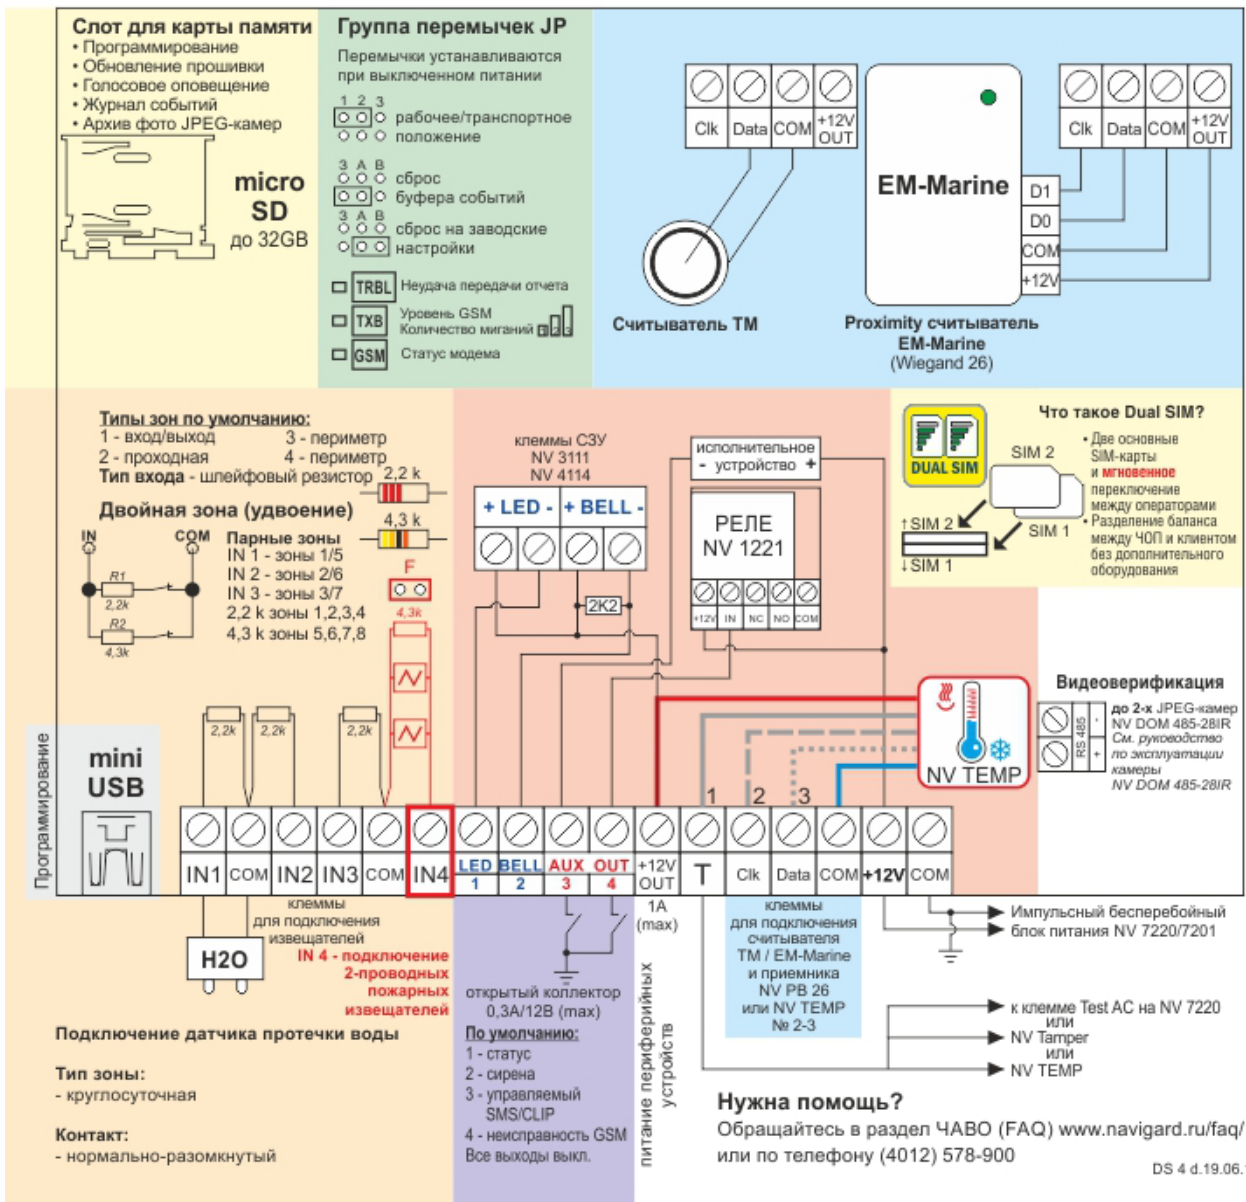 Слот для карты памяти
• Программирование
• Обновление прошивки
• Голосовое оповещение
• Журнал событий
• Архив фото JPEG-камер
micro
SD
до 32GB
Группа перемычек JP
Перемычки устанавливаются
при выключенном питании
1 2 3
рабочее/транспортное
положение
3 A B
сброс
буфера событий
3 A B
сброс на заводские
настройки
TRBL Неудача передачи отчета
TXB Уровень GSM
Количество миганий 1 2 3
GSM Статус модема
Clk Data COM +12V OUT
Считыватель ТМ
EM-Marine
D1
D0
COM
+12V
Clk Data COM +12V OUT
Proximity считыватель
EM-Marine
(Wiegand 26)
Типы зон по умолчанию:
1 - вход/выход 3 - периметр
2 - проходная 4 - периметр
Тип входа - шлейфовый резистор 2,2 k
Двойная зона (удвоение)
4,3 k
IN COM
R1
2,2k
R2
4,3k
Парные зоны
IN 1 - зоны 1/5
IN 2 - зоны 2/6
IN 3 - зоны 3/7
2,2 k зоны 1,2,3,4
4,3 k зоны 5,6,7,8
F
4,3k
клеммы СЗУ
NV 3111
NV 4114
+ LED - + BELL -
2K2
исполнительное
- устройство +
РЕЛЕ
NV 1221
+12V IN NC NO COM
DUAL SIM
Что такое Dual SIM?
• Две основные
SIM-карты
и мгновенное
переключение
между операторами
• Разделение баланса
между ЧОП и клиентом
без дополнительного
оборудования
SIM 2
SIM 1
↑SIM 2
↓SIM 1
Видеоверификация
до 2-х JPEG-камер
NV DOM 485-28IR
См. руководство
по эксплуатации
камеры
NV DOM 485-28IR
RS 485
-
+
NV TEMP
Программирование
mini
USB
2,2k 2,2k 2,2k
1 2 3
IN1 COM IN2 IN3 COM IN4 LED 1 BELL 2 AUX 3 OUT 4 +12V OUT T Clk Data COM +12V COM
клеммы
для подключения
извещателей
H2O
IN 4 - подключение
2-проводных
пожарных
извещателей
Подключение датчика протечки воды
Тип зоны:
- круглосуточная
Контакт:
- нормально-разомкнутый
открытый коллектор
0,3А/12В (max)
По умолчанию:
1 - статус
2 - сирена
3 - управляемый
SMS/CLIP
4 - неисправность GSM
Все выходы выкл.
1A
(max)
питание периферийных
устройств
клеммы
для подключения
считывателя
ТМ / EM-Marine
и приемника
NV PB 26
или NV TEMP
№ 2-3
Импульсный бесперебойный
блок питания NV 7220/7201
к клемме Test AC на NV 7220
или
NV Tamper
или
NV TEMP
Нужна помощь?
Обращайтесь в раздел ЧАВО (FAQ) www.navigard.ru/faq/
или по телефону (4012) 578-900
DS 4 d.19.06.